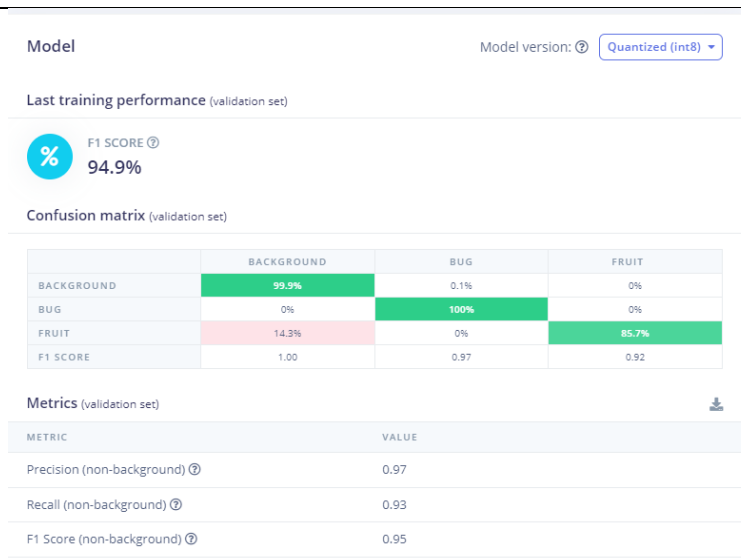 Model
Model version: Quantized (int8)
Last training performance (validation set)
%
F1 SCORE
94.9%
Confusion matrix (validation set)
BACKGROUND BUG FRUIT
BACKGROUND 99.9% 0.1% 0%
BUG 0% 100% 0%
FRUIT 14.3% 0% 85.7%
F1 SCORE 1.00 0.97 0.92
Metrics (validation set)
METRIC VALUE
Precision (non-background) 0.97
Recall (non-background) 0.93
F1 Score (non-background) 0.95